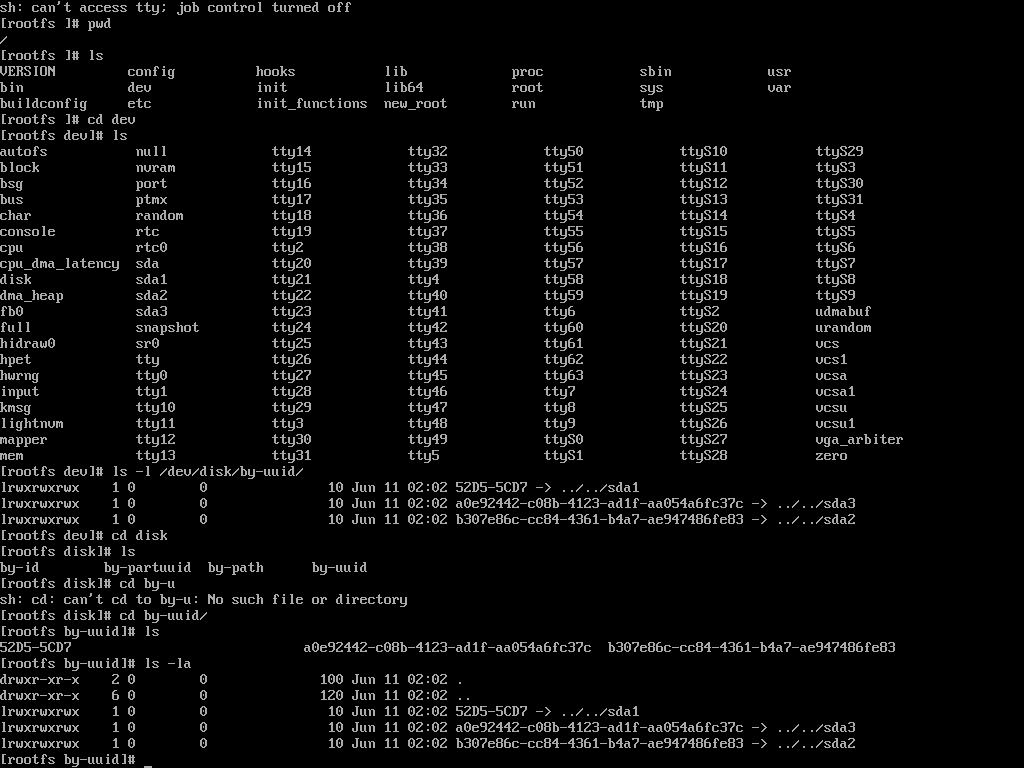 sh: can't access tty; job control turned off
[rootfs ]# pwd
/
[rootfs ]# ls
VERSION         config          hooks           lib             proc            sbin            usr
bin             dev             init            lib64           root            sys             var
buildconfig     etc             init_functions  new_root        run             tmp
[rootfs ]# cd dev
[rootfs dev]# ls
autofs           null             tty14            tty32            tty50            ttyS10           ttyS29
block            nvram            tty15            tty33            tty51            ttyS11           ttyS3
bsg              port             tty16            tty34            tty52            ttyS12           ttyS30
bus              ptmx             tty17            tty35            tty53            ttyS13           ttyS31
char             random           tty18            tty36            tty54            ttyS14           ttyS4
console          rtc              tty19            tty37            tty55            ttyS15           ttyS5
cpu              rtc0             tty2             tty38            tty56            ttyS16           ttyS6
cpu_dma_latency  sda              tty20            tty39            tty57            ttyS17           ttyS7
disk             sda1             tty21            tty4             tty58            ttyS18           ttyS8
dma_heap         sda2             tty22            tty40            tty59            ttyS19           ttyS9
fb0              sda3             tty23            tty41            tty6             ttyS2            udmabuf
full             snapshot         tty24            tty42            tty60            ttyS20           urandom
hidraw0          sr0              tty25            tty43            tty61            ttyS21           vcs
hpet             tty              tty26            tty44            tty62            ttyS22           vcs1
hwrng            tty0             tty27            tty45            tty63            ttyS23           vcsa
input            tty1             tty28            tty46            tty7             ttyS24           vcsa1
kmsg             tty10            tty29            tty47            tty8             ttyS25           vcsu
lightnvm         tty11            tty3             tty48            tty9             ttyS26           vcsu1
mapper           tty12            tty30            tty49            ttyS0            ttyS27           vga_arbiter
mem              tty13            tty31            tty5             ttyS1            ttyS28           zero
[rootfs dev]# ls -l /dev/disk/by-uuid/
lrwxrwxrwx    1 0        0               10 Jun 11 02:02 52D5-5CD7 -> ../../sda1
lrwxrwxrwx    1 0        0               10 Jun 11 02:02 a0e92442-c08b-4123-ad1f-aa054a6fc37c -> ../../sda3
lrwxrwxrwx    1 0        0               10 Jun 11 02:02 b307e86c-cc84-4361-b4a7-ae947486fe83 -> ../../sda2
[rootfs dev]# cd disk
[rootfs disk]# ls
by-id        by-partuuid  by-path      by-uuid
[rootfs disk]# cd by-u
sh: cd: can't cd to by-u: No such file or directory
[rootfs disk]# cd by-uuid/
[rootfs by-uuid]# ls
52D5-5CD7                             a0e92442-c08b-4123-ad1f-aa054a6fc37c  b307e86c-cc84-4361-b4a7-ae947486fe83
[rootfs by-uuid]# ls -la
drwxr-xr-x    2 0        0              100 Jun 11 02:02 .
drwxr-xr-x    6 0        0              120 Jun 11 02:02 ..
lrwxrwxrwx    1 0        0               10 Jun 11 02:02 52D5-5CD7 -> ../../sda1
lrwxrwxrwx    1 0        0               10 Jun 11 02:02 a0e92442-c08b-4123-ad1f-aa054a6fc37c -> ../../sda3
lrwxrwxrwx    1 0        0               10 Jun 11 02:02 b307e86c-cc84-4361-b4a7-ae947486fe83 -> ../../sda2
[rootfs by-uuid]# _